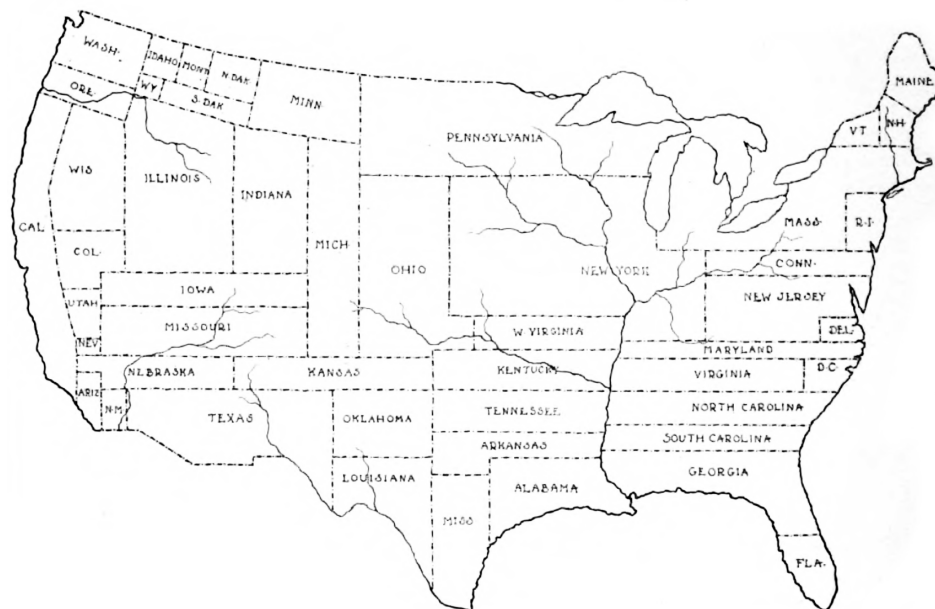 WASH.
IDAHO
MONT
N.DAK
MAINE
ORE.
WY
S.DAK
MINN.
PENNSYLVANIA
VT.
N.H.
WIS
ILLINOIS
INDIANA
CAL
MICH
MASS.
R.I.
COL.
OHIO
NEW YORK
CONN.
UTAH
IOWA
NEW JERSEY
MISSOURI
W.VIRGINIA
DEL.
NEV.
MARYLAND
NEBRASKA
KANSAS
KENTUCKY
VIRGINIA
D.C.
ARIZ
N.M.
TEXAS
OKLAHOMA
TENNESSEE
NORTH CAROLINA
ARKANSAS
SOUTH CAROLINA
LOUISIANA
ALABAMA
GEORGIA
MISS
FLA.